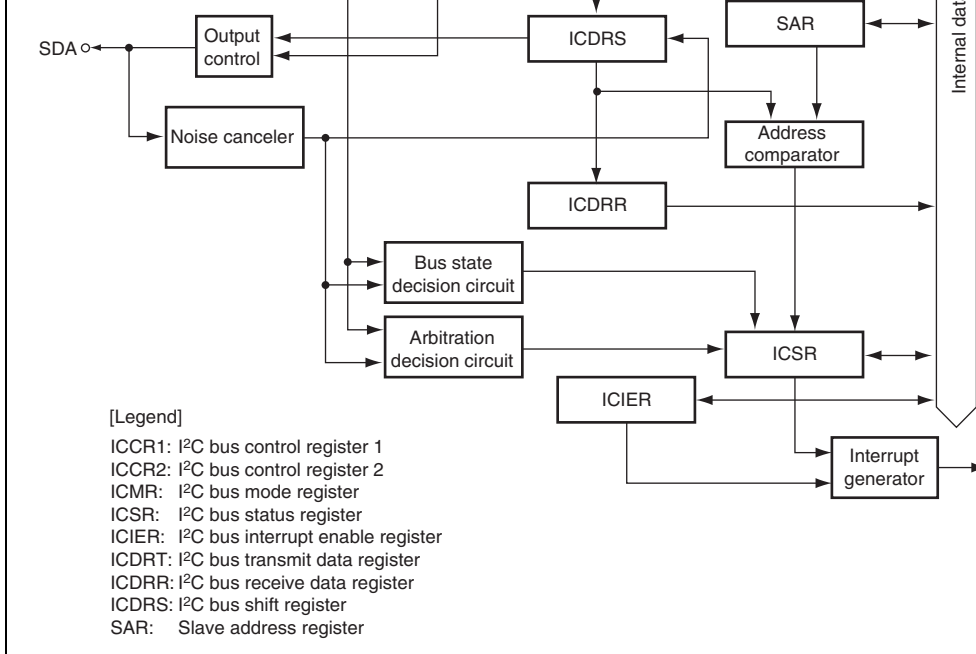 SDA
Output
control
ICDRS
SAR
Noise canceler
Address
comparator
ICDRR
Bus state
decision circuit
Arbitration
decision circuit
ICSR
ICIER
Interrupt
generator
[Legend]
ICCR1: I²C bus control register 1
ICCR2: I²C bus control register 2
ICMR: I²C bus mode register
ICSR: I²C bus status register
ICIER: I²C bus interrupt enable register
ICDRT: I²C bus transmit data register
ICDRR: I²C bus receive data register
ICDRS: I²C bus shift register
SAR: Slave address register
Internal